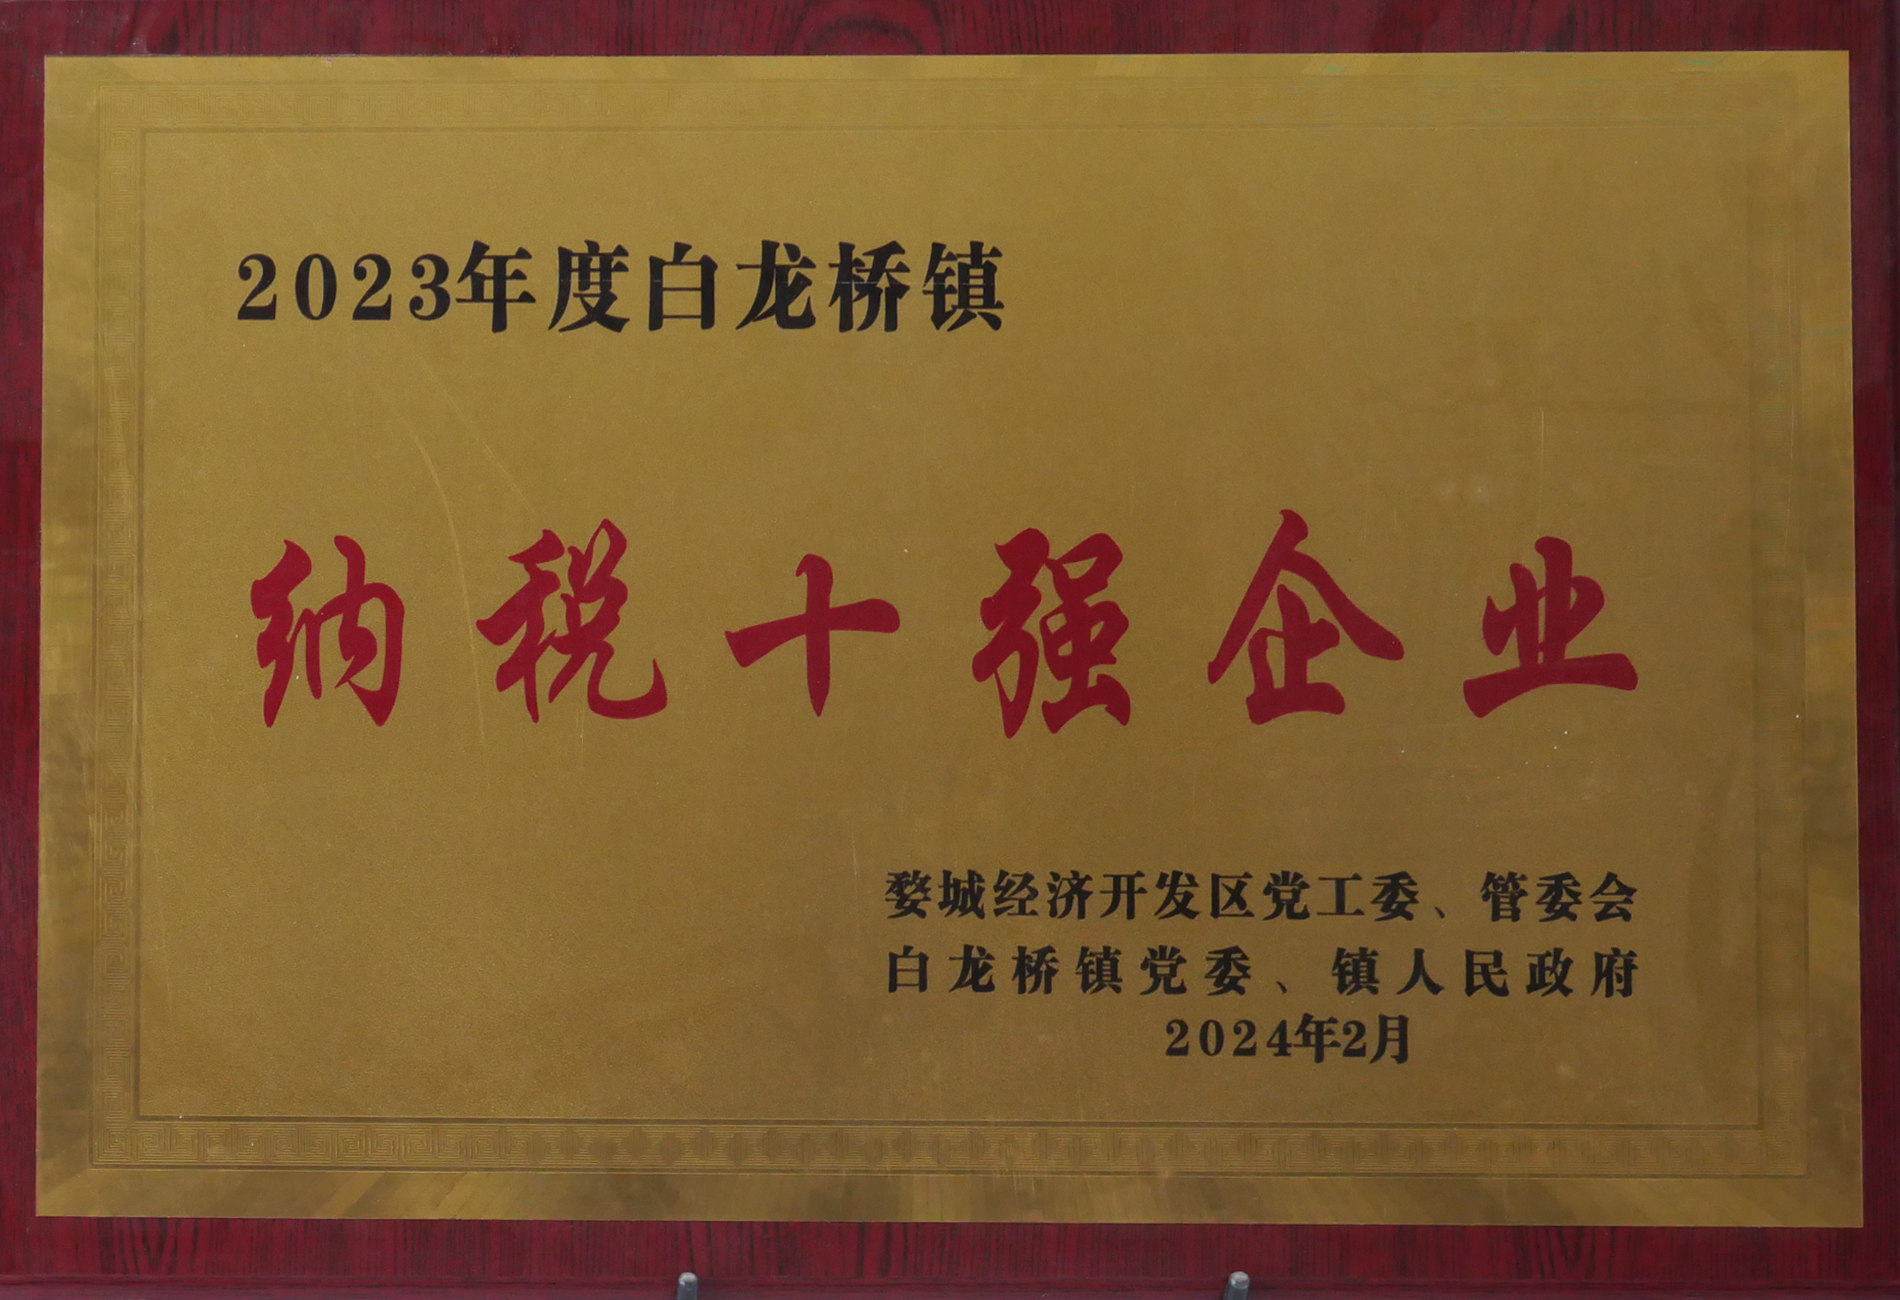 2023年度白龙桥镇
纳税十强企业
婺城经济开发区党工委、管委会
白龙桥镇党委、镇人民政府
2024年2月